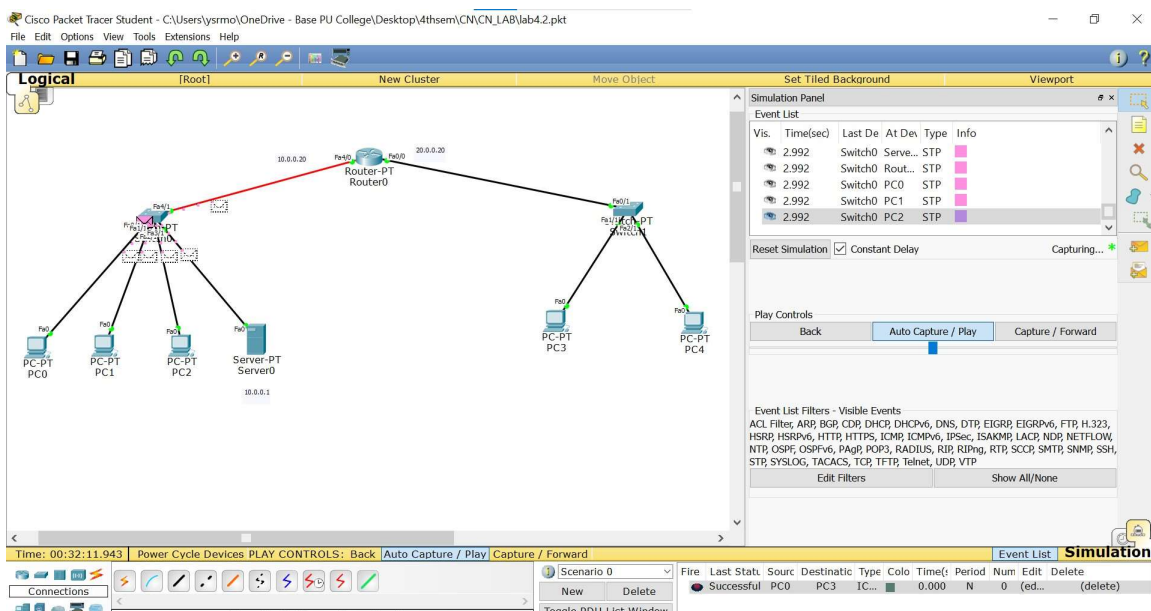 Cisco Packet Tracer Student - C:\Users\ysrmo\OneDrive - Base PU College\Desktop\4thsem\CN\CN_LAB\lab4.2.pkt
File Edit Options View Tools Extensions Help
Logical [Root] New Cluster Move Object Set Tiled Background Viewport
10.0.0.20
Fa4/0
Fa0/0
20.0.0.20
Router-PT
Router0
Fa4/1
Fa0/1
PC-PT
PC0
Fa0
PC-PT
PC1
Fa0
PC-PT
PC2
Fa0
Server-PT
Server0
10.0.0.1
Fa0
PC-PT
PC3
Fa0
PC-PT
PC4
Simulation Panel
Event List
Vis. Time(sec) Last De At Dev Type Info
2.992 Switch0 Serve... STP
2.992 Switch0 Rout... STP
2.992 Switch0 PC0 STP
2.992 Switch0 PC1 STP
2.992 Switch0 PC2 STP
Reset Simulation Constant Delay Capturing...
Play Controls
Back Auto Capture / Play Capture / Forward
Event List Filters - Visible Events
ACL Filter, ARP, BGP, CDP, DHCP, DHCPv6, DNS, DTP, EIGRP, EIGRPv6, FTP, H.323,
HSRP, HSRPv6, HTTP, HTTPS, ICMP, ICMPv6, IPSec, ISAKMP, LACP, NDP, NETFLOW,
NTP, OSPF, OSPFv6, PAgP, POP3, RADIUS, RIP, RIPng, RTP, SCCP, SMTP, SNMP, SSH,
STP, SYSLOG, TACACS, TCP, TFTP, Telnet, UDP, VTP
Edit Filters Show All/None
Time: 00:32:11.943 Power Cycle Devices PLAY CONTROLS: Back Auto Capture / Play Capture / Forward Event List Simulation
Connections
Scenario 0
New Delete
Toggle PDU List Window
Fire Last Statu Sourc Destinatic Type Colo Time(s Period Num Edit Delete
Successful PC0 PC3 IC... 0.000 N 0 (ed... (delete)